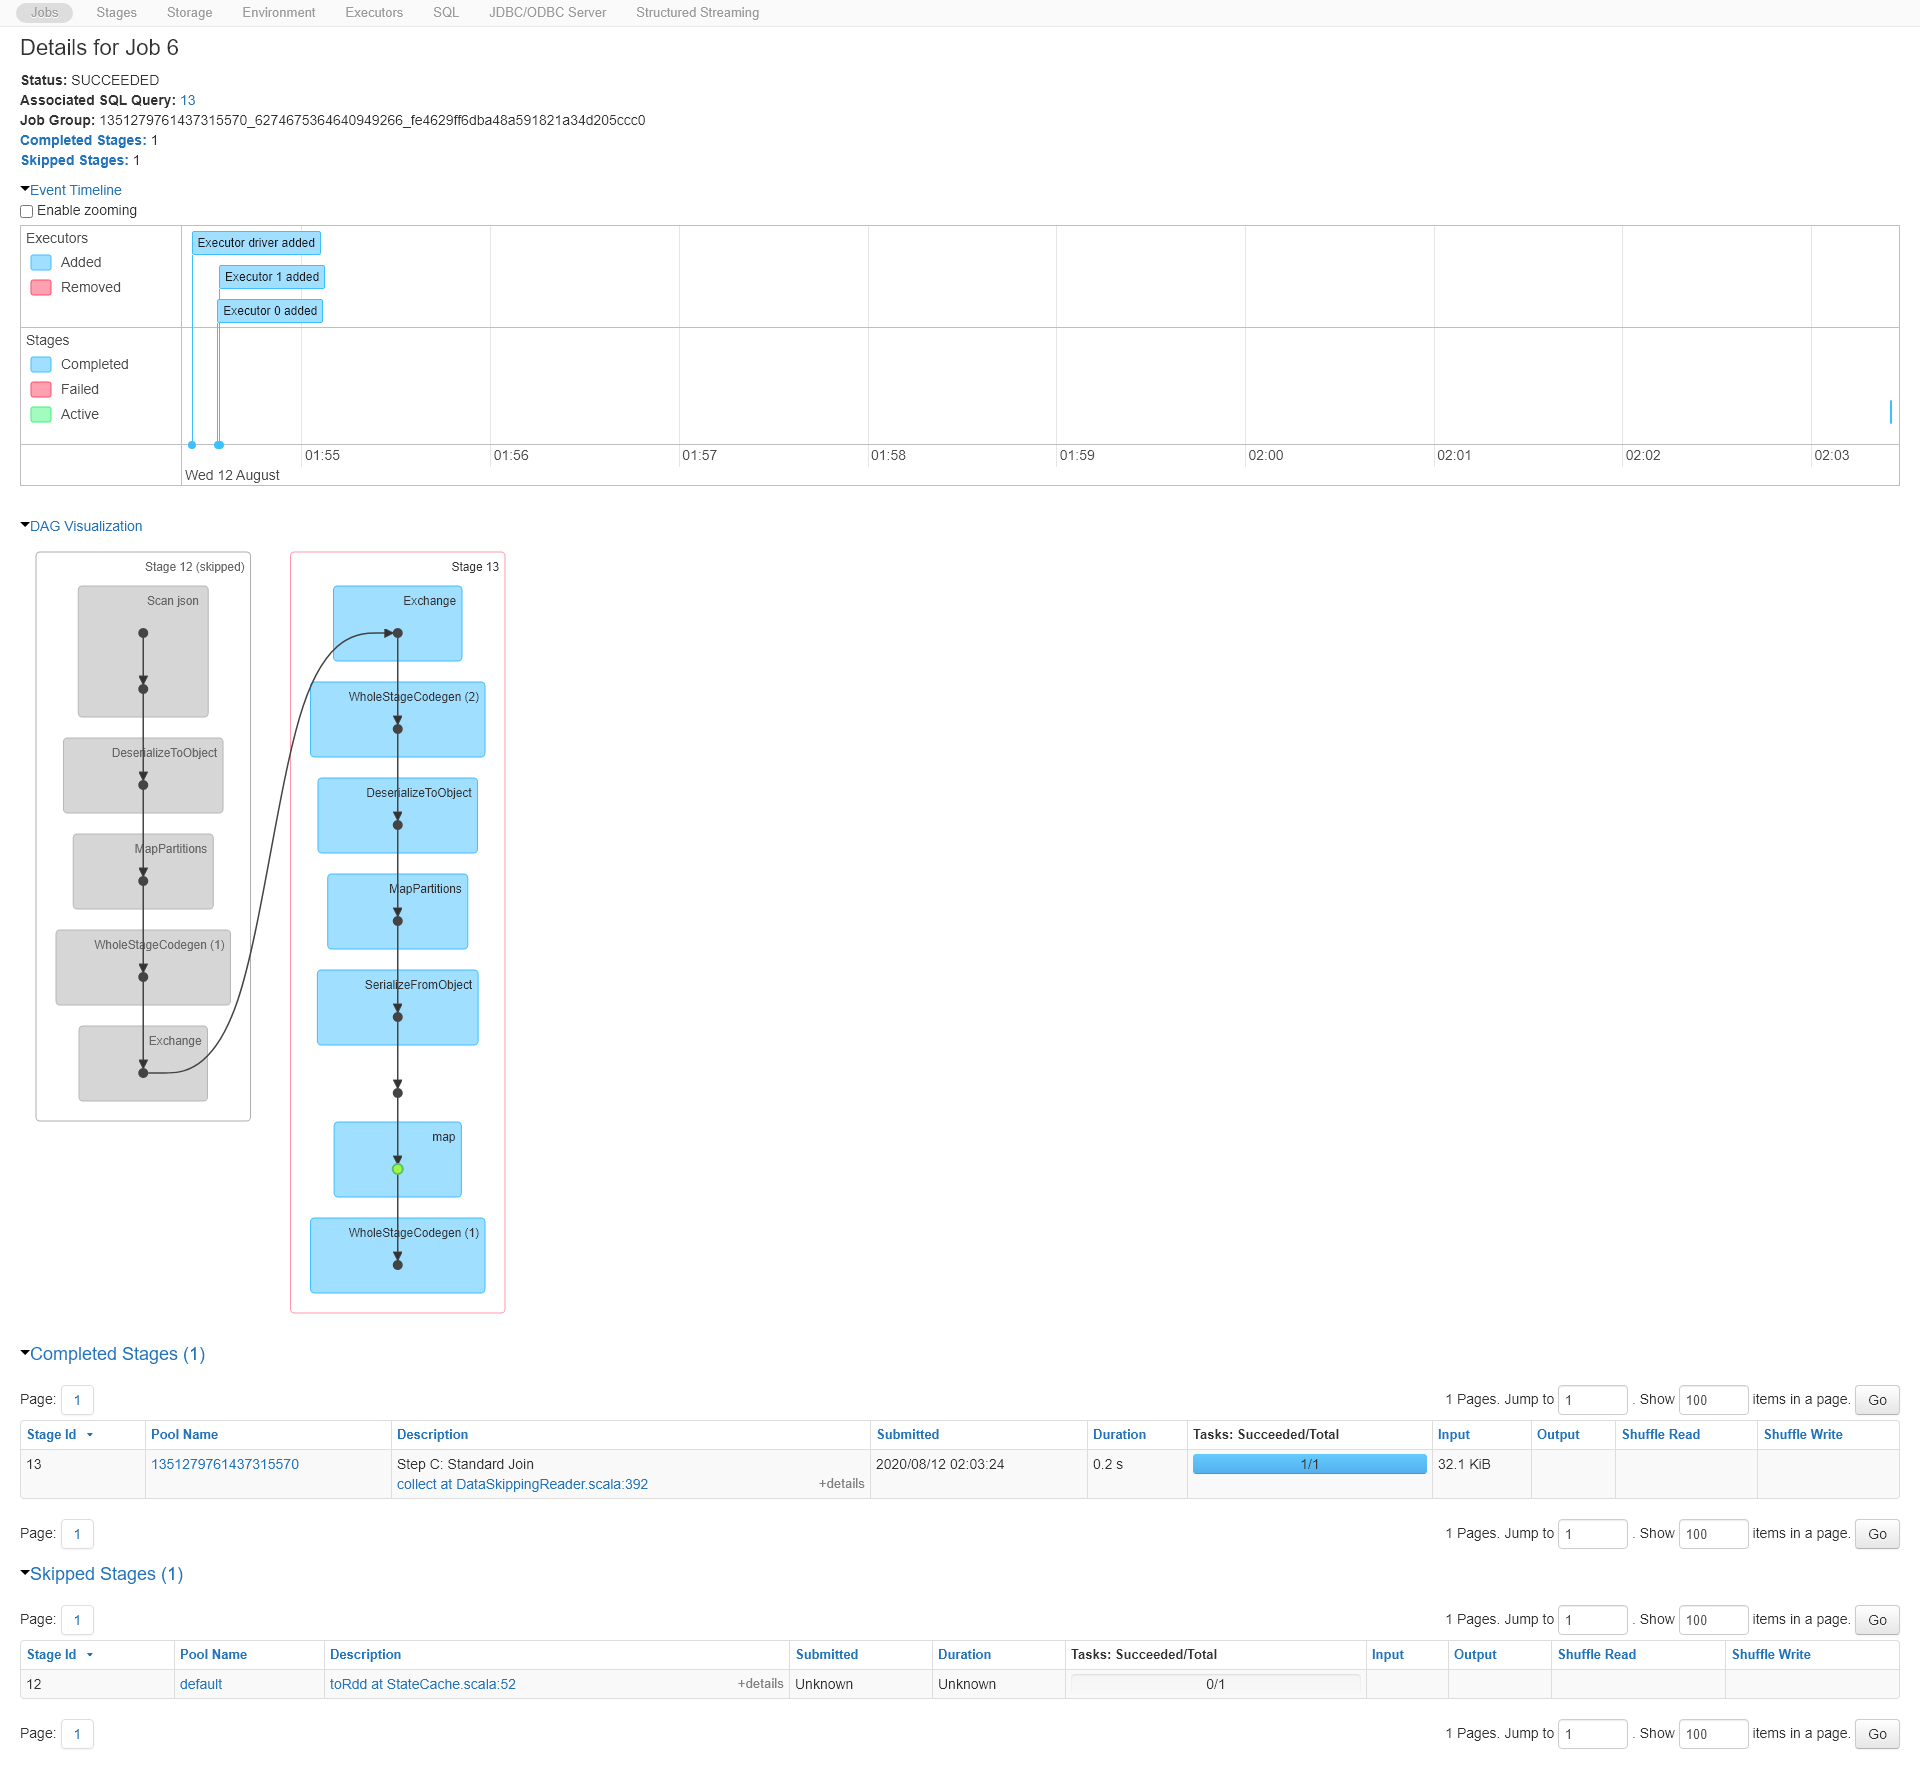 Jobs Stages Storage Environment Executors SQL JDBC/ODBC Server Structured Streaming
Details for Job 6
Status: SUCCEEDED
Associated SQL Query: 13
Job Group: 1351279761437315570_6274675364640949266_fe4629ff6dba48a591821a34d205ccc0
Completed Stages: 1
Skipped Stages: 1
Event Timeline
Enable zooming
Executors
Added
Removed
Executor driver added
Executor 1 added
Executor 0 added
Stages
Completed
Failed
Active
01:55 01:56 01:57 01:58 01:59 02:00 02:01 02:02 02:03
Wed 12 August
DAG Visualization
Stage 12 (skipped)
Scan json
DeserializeToObject
MapPartitions
WholeStageCodegen (1)
Exchange
Stage 13
Exchange
WholeStageCodegen (2)
DeserializeToObject
MapPartitions
SerializeFromObject
map
WholeStageCodegen (1)
Completed Stages (1)
Page: 1 1 Pages. Jump to 1 . Show 100 items in a page. Go
Stage Id Pool Name Description Submitted Duration Tasks: Succeeded/Total Input Output Shuffle Read Shuffle Write
13 1351279761437315570 Step C: Standard Join 2020/08/12 02:03:24 0.2 s 1/1 32.1 KiB
collect at DataSkippingReader.scala:392 +details
Page: 1 1 Pages. Jump to 1 . Show 100 items in a page. Go
Skipped Stages (1)
Page: 1 1 Pages. Jump to 1 . Show 100 items in a page. Go
Stage Id Pool Name Description Submitted Duration Tasks: Succeeded/Total Input Output Shuffle Read Shuffle Write
12 default toRdd at StateCache.scala:52 +details Unknown Unknown 0/1
Page: 1 1 Pages. Jump to 1 . Show 100 items in a page. Go